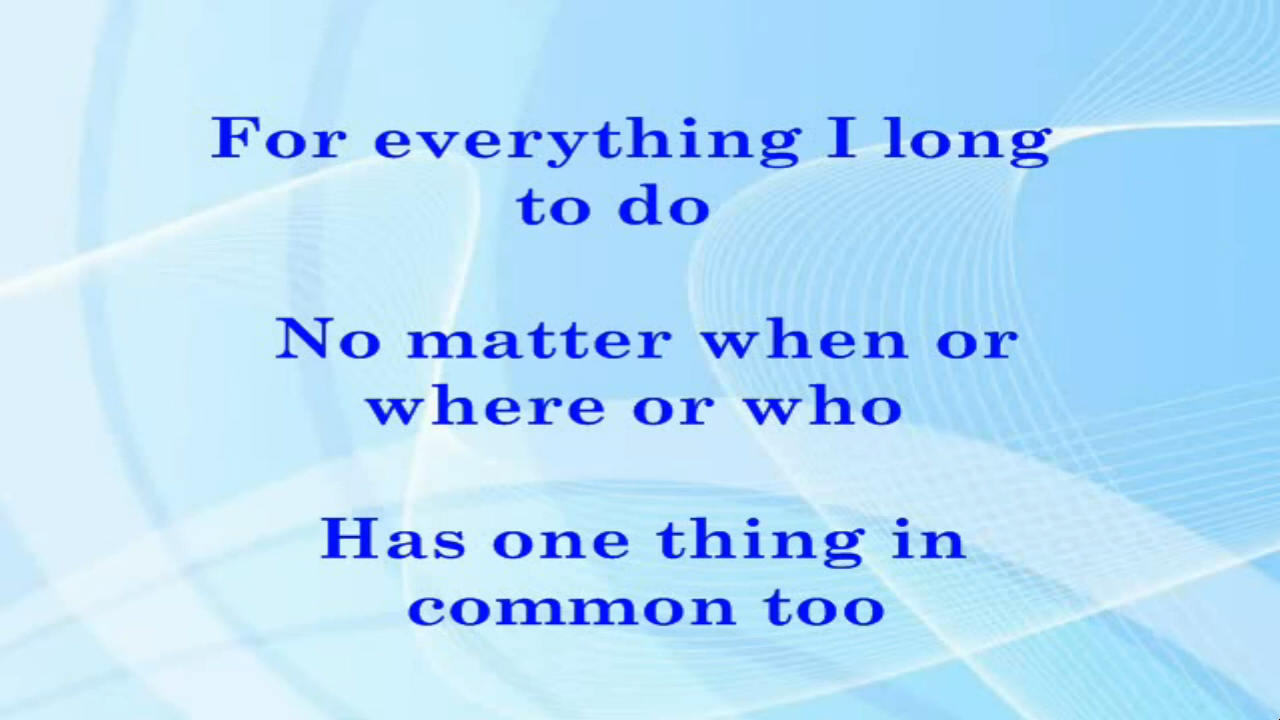 For everything I long
to do
No matter when or
where or who
Has one thing in
common too